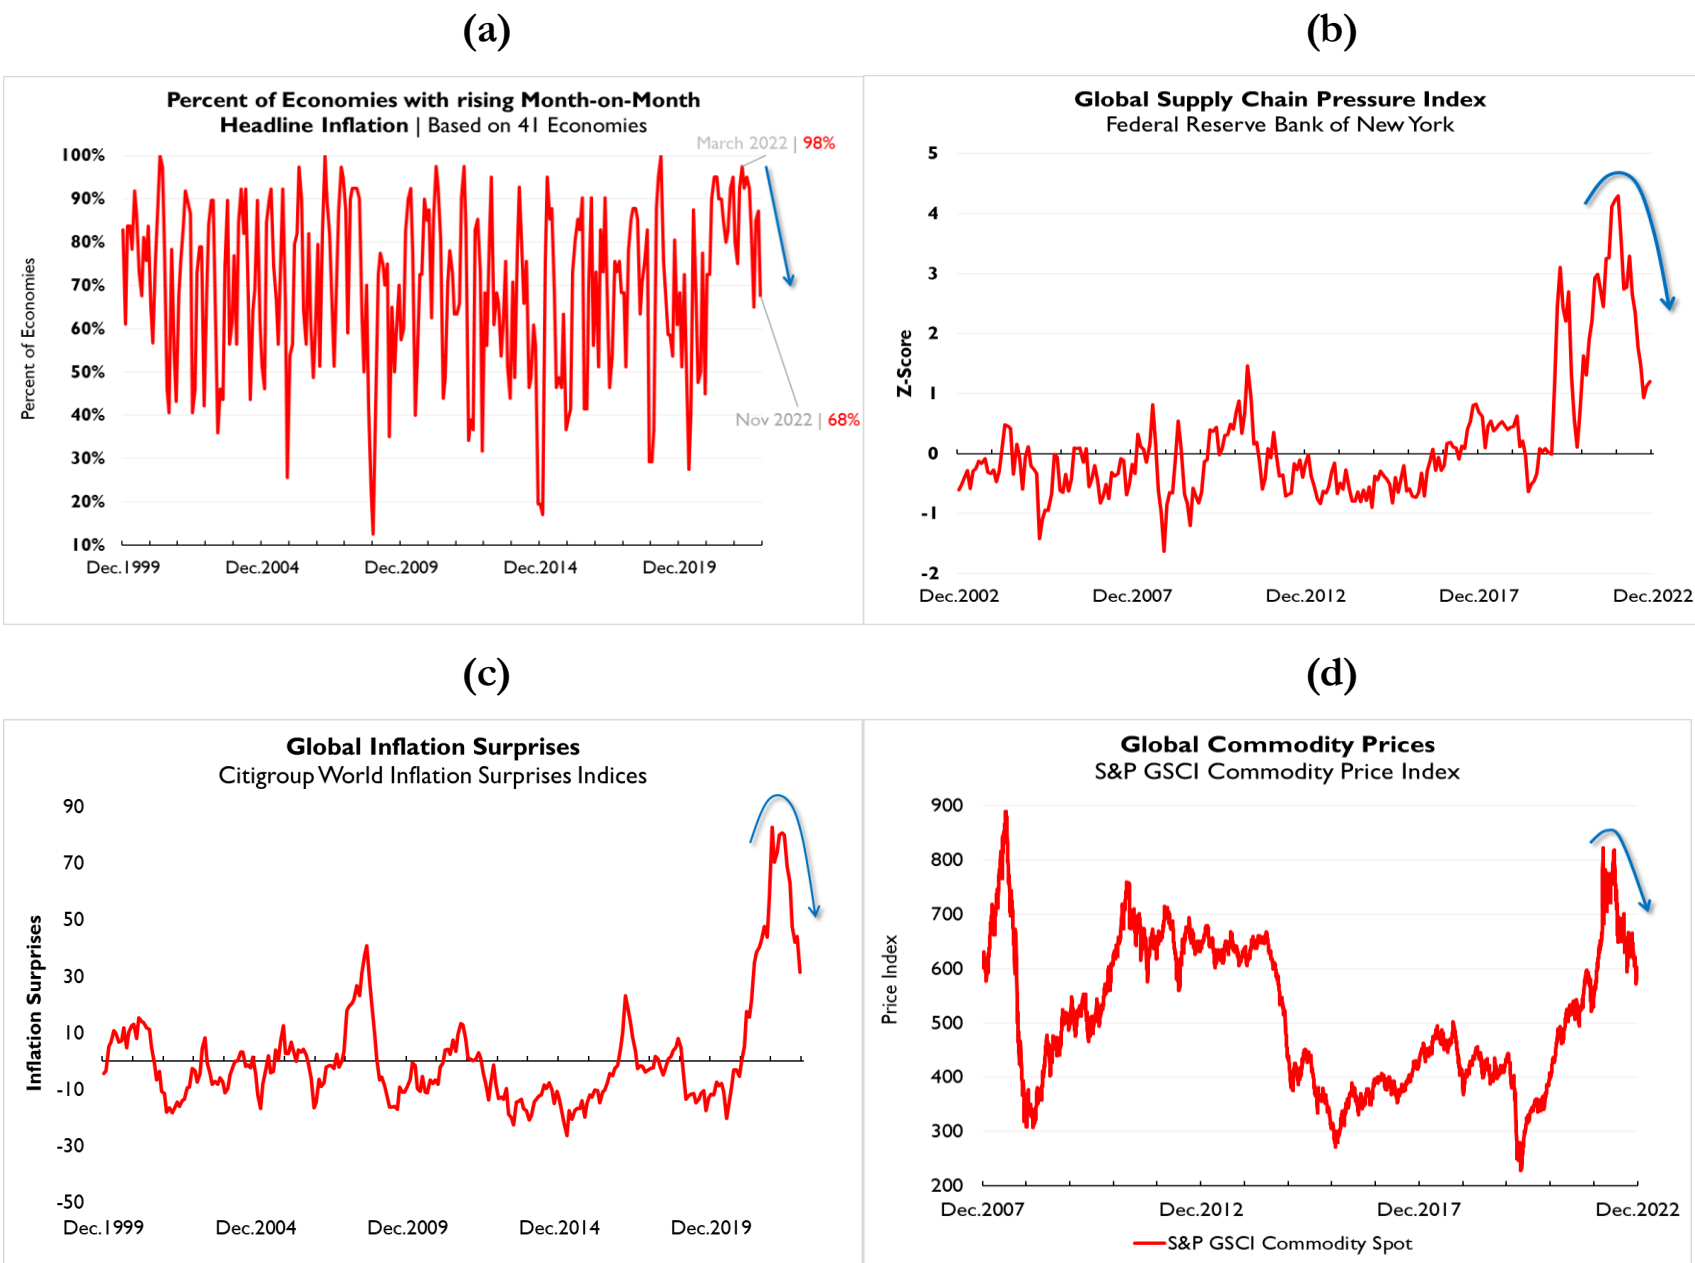 (a)
Percent of Economies with rising Month-on-Month
Headline Inflation | Based on 41 Economies
March 2022 | 98%
100%
90%
80%
70%
60%
50%
40%
30%
20%
10%
Percent of Economies
Nov 2022 | 68%
Dec.1999 Dec.2004 Dec.2009 Dec.2014 Dec.2019
(b)
Global Supply Chain Pressure Index
Federal Reserve Bank of New York
5
4
3
2
1
0
-1
-2
Z-Score
Dec.2002 Dec.2007 Dec.2012 Dec.2017 Dec.2022
(c)
Global Inflation Surprises
Citigroup World Inflation Surprises Indices
90
70
50
30
10
-10
-30
-50
Inflation Surprises
Dec.1999 Dec.2004 Dec.2009 Dec.2014 Dec.2019
(d)
Global Commodity Prices
S&P GSCI Commodity Price Index
900
800
700
600
500
400
300
200
Price Index
Dec.2007 Dec.2012 Dec.2017 Dec.2022
S&P GSCI Commodity Spot